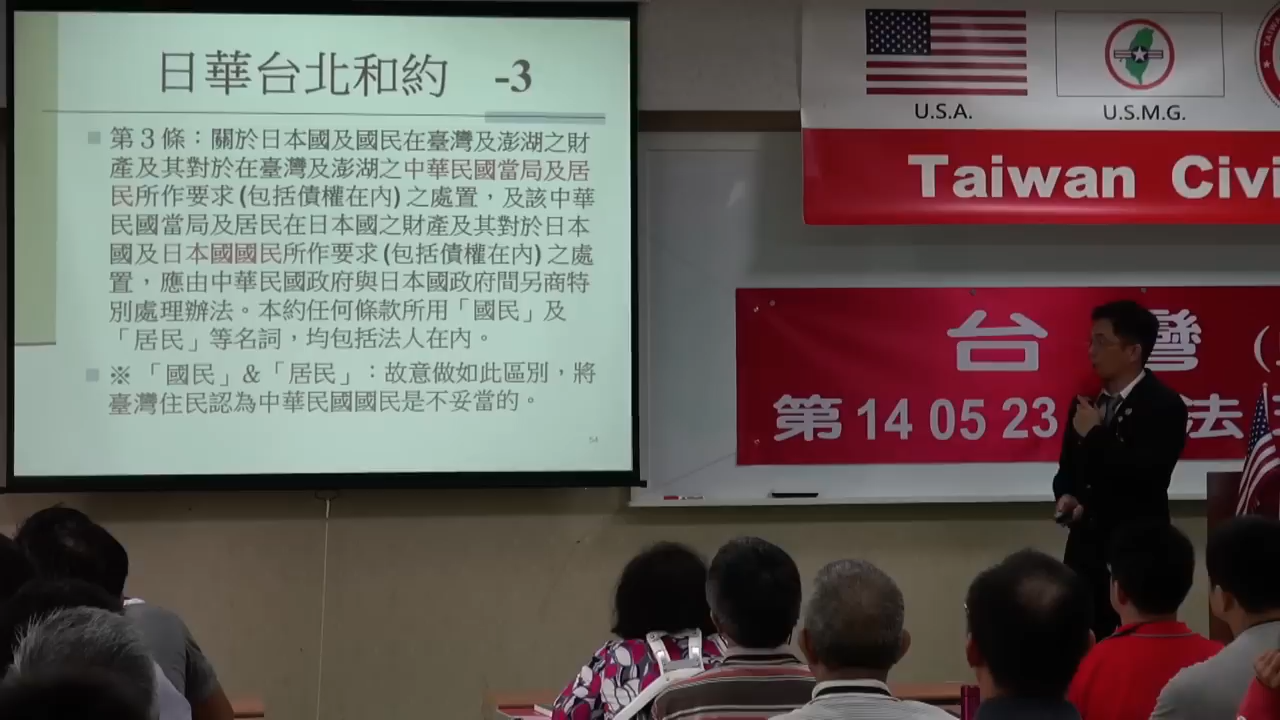 日華台北和約 -3
第 3 條：關於日本國及國民在臺灣及澎湖之財
產及其對於在臺灣及澎湖之中華民國當局及居
民所作要求 (包括債權在內) 之處置，及該中華
民國當局及居民在日本國之財產及其對於日本
國及日本國國民所作要求 (包括債權在內) 之處
置，應由中華民國政府與日本國政府間另商特
別處理辦法。本約任何條款所用「國民」及
「居民」等名詞，均包括法人在內。
※ 「國民」&「居民」：故意做如此區別，將
臺灣住民認為中華民國國民是不妥當的。
54
U.S.A.
U.S.M.G.
Taiwan Civi
台 灣 (
第 14 05 23 法